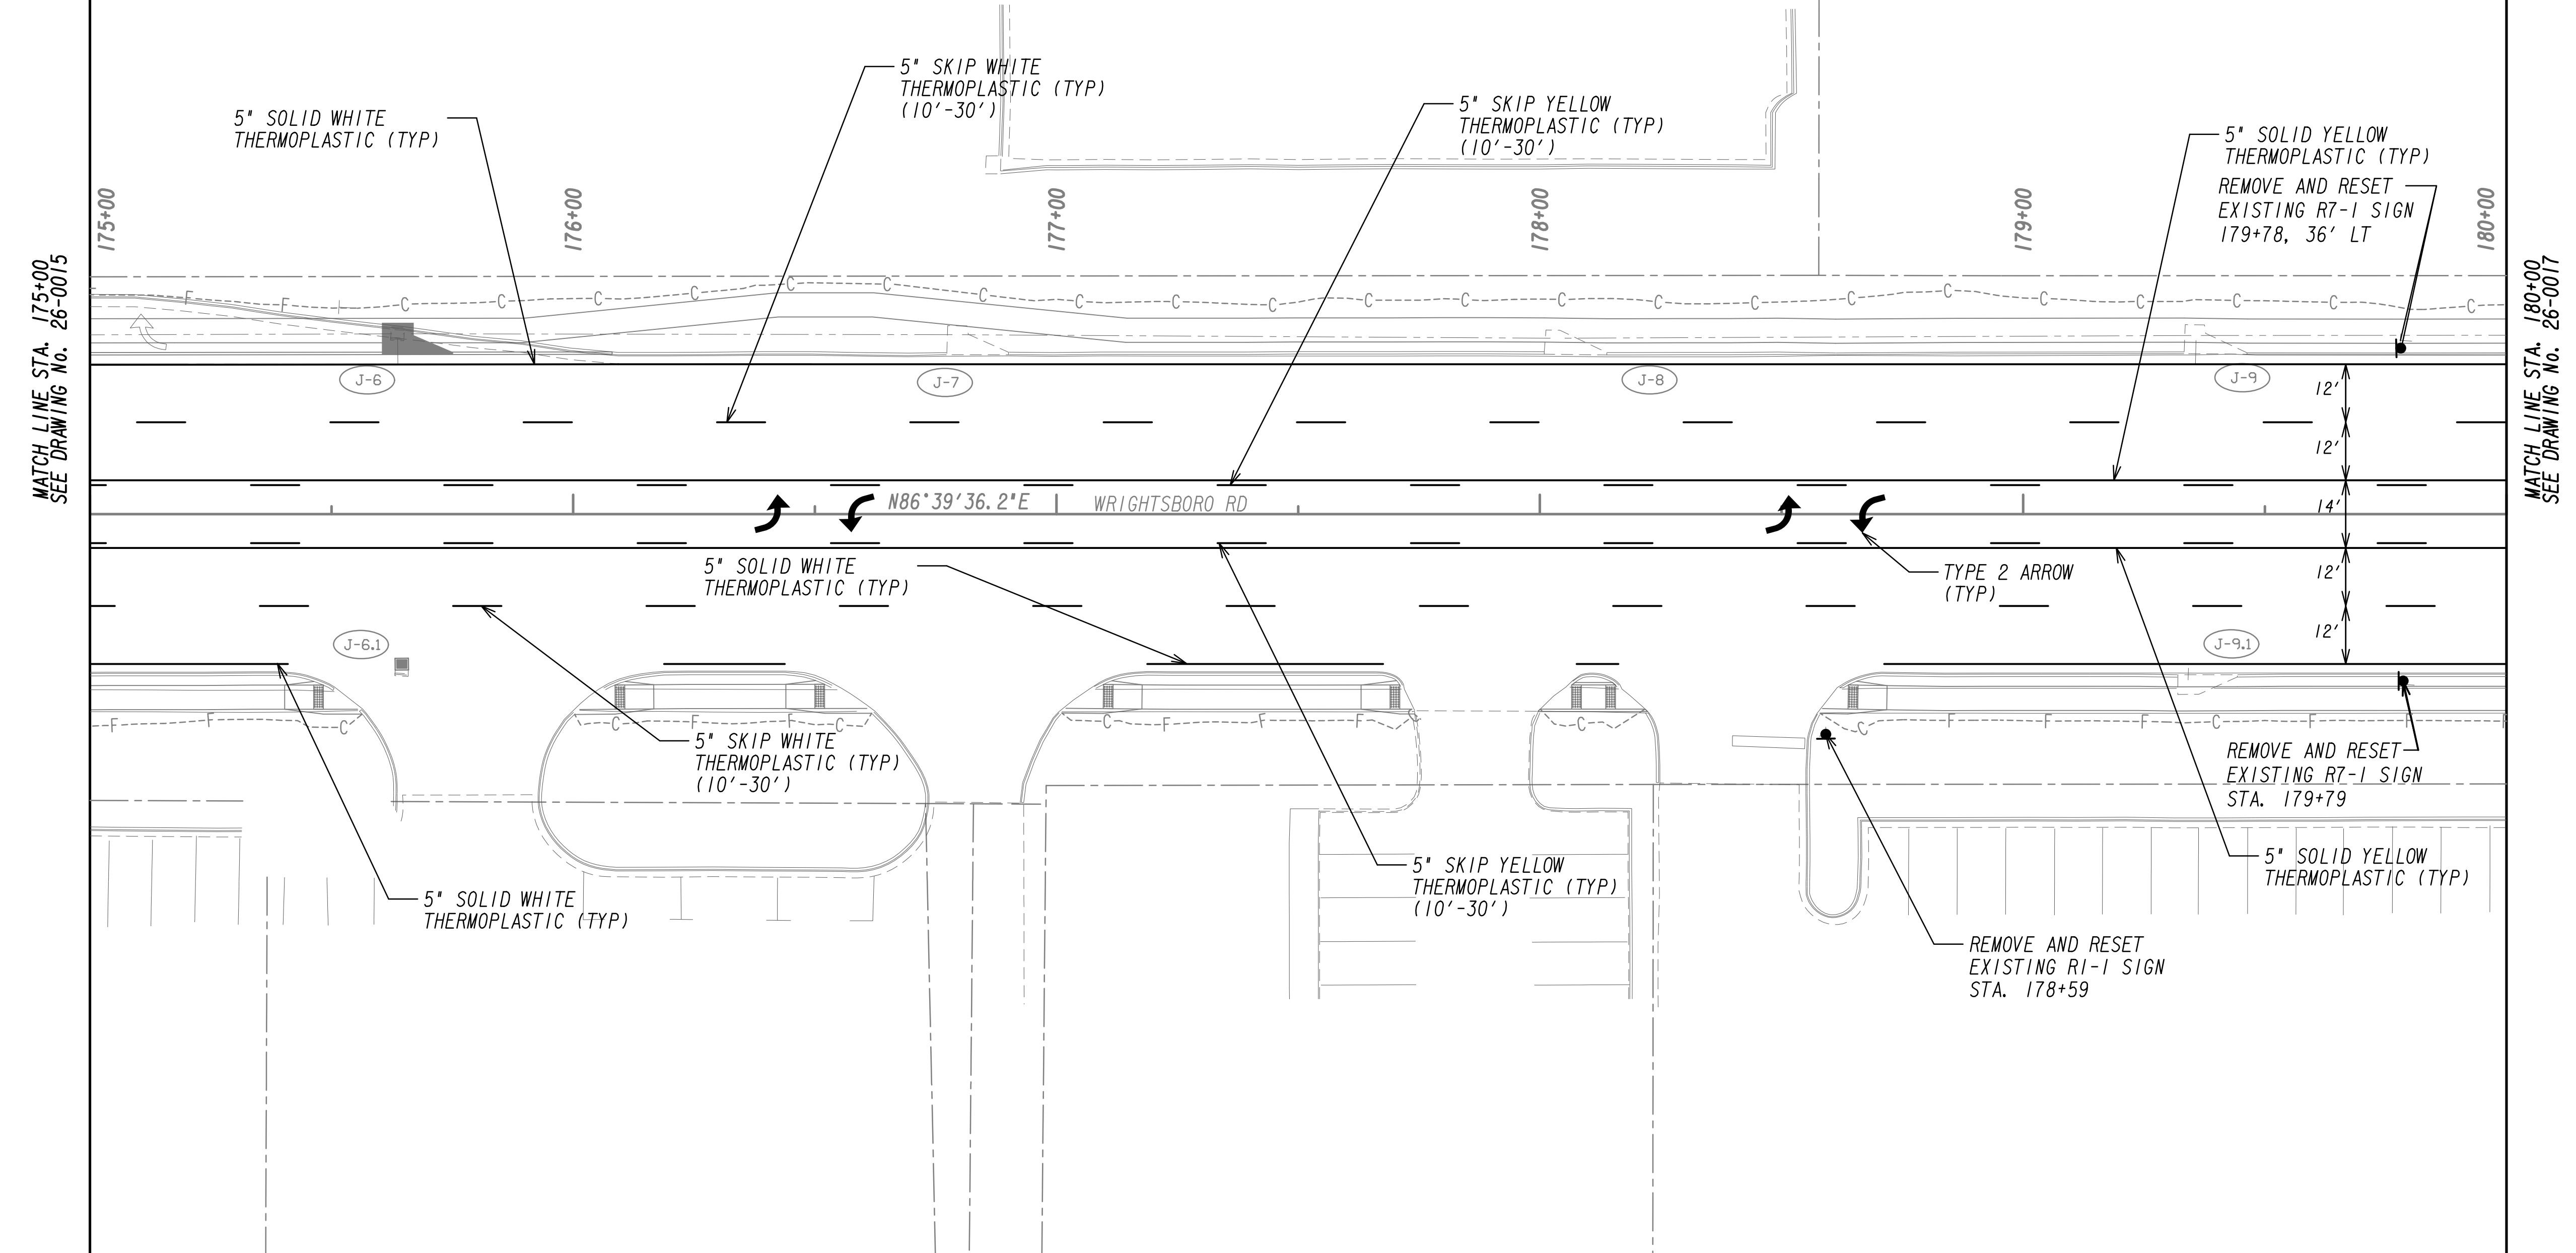 5" SKIP WHITE
THERMOPLASTIC (TYP)
(10'-30')
5" SOLID WHITE
THERMOPLASTIC (TYP)
5" SKIP YELLOW
THERMOPLASTIC (TYP)
(10'-30')
5" SOLID YELLOW
THERMOPLASTIC (TYP)
REMOVE AND RESET
EXISTING R7-1 SIGN
179+78, 36' LT
175+00
176+00
177+00
178+00
179+00
180+00
MATCH LINE STA. 175+00
SEE DRAWING No. 26-0015
MATCH LINE STA. 180+00
SEE DRAWING No. 26-0017
F F C C C C C C C C C C C C C C C C C C C C C C
J-6
J-7
J-8
J-9
12'
12'
14'
12'
12'
N86°39'36.2"E
WRIGHTSBORO RD
5" SOLID WHITE
THERMOPLASTIC (TYP)
TYPE 2 ARROW
(TYP)
J-6.1
J-9.1
F F C C F F C C F F F C C C F F F C F F F
5" SKIP WHITE
THERMOPLASTIC (TYP)
(10'-30')
REMOVE AND RESET
EXISTING R7-1 SIGN
STA. 179+79
5" SKIP YELLOW
THERMOPLASTIC (TYP)
(10'-30')
5" SOLID YELLOW
THERMOPLASTIC (TYP)
5" SOLID WHITE
THERMOPLASTIC (TYP)
REMOVE AND RESET
EXISTING R1-1 SIGN
STA. 178+59